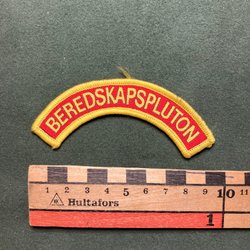 BEREDSKAPSPLUTON
1 2 3 4 5 6 7 8 9 10 11
Hultafors
1